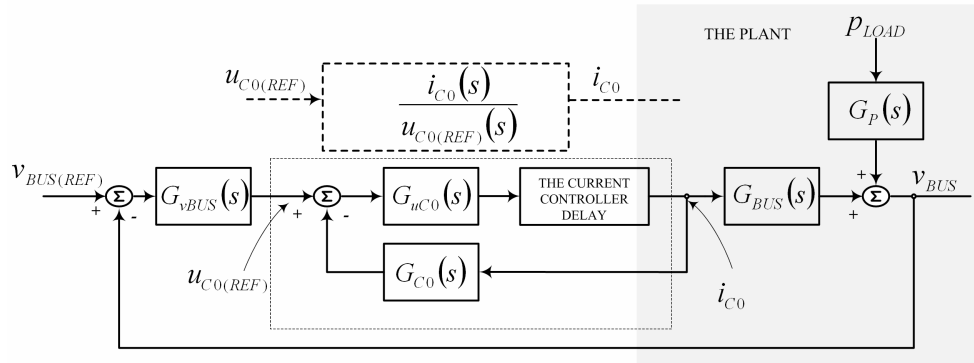 THE PLANT
p_LOAD
u_C0(REF)
i_C0(s)
u_C0(REF)(s)
i_C0
G_P(s)
v_BUS(REF)
+
Σ
-
G_vBUS(s)
+
Σ
-
G_uC0(s)
THE CURRENT
CONTROLLER
DELAY
G_BUS(s)
+
+
Σ
v_BUS
u_C0(REF)
G_C0(s)
i_C0